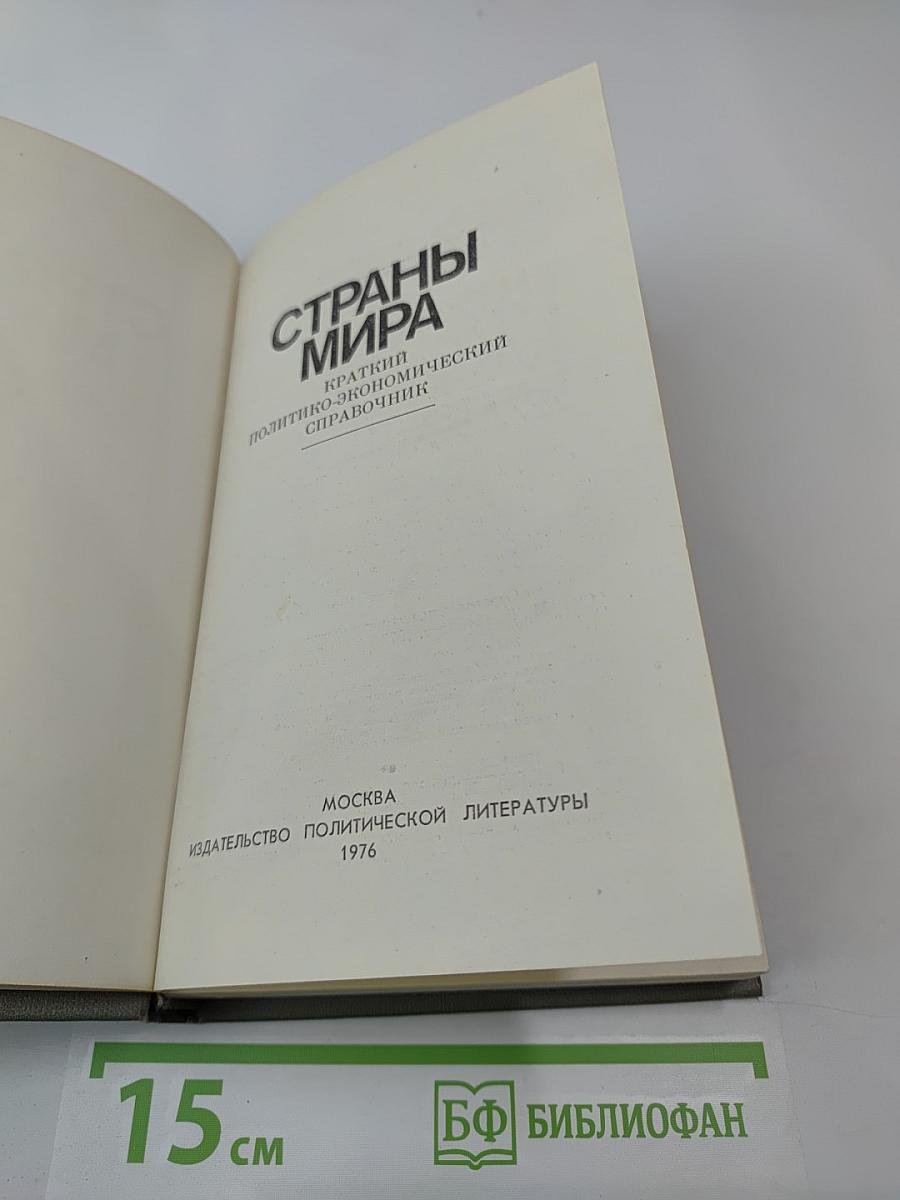 СТРАНЫ
МИРА
КРАТКИЙ
ПОЛИТИКО-ЭКОНОМИЧЕСКИЙ
СПРАВОЧНИК
МОСКВА
ИЗДАТЕЛЬСТВО ПОЛИТИЧЕСКОЙ ЛИТЕРАТУРЫ
1976
15 см
БФ БИБЛИОФАН